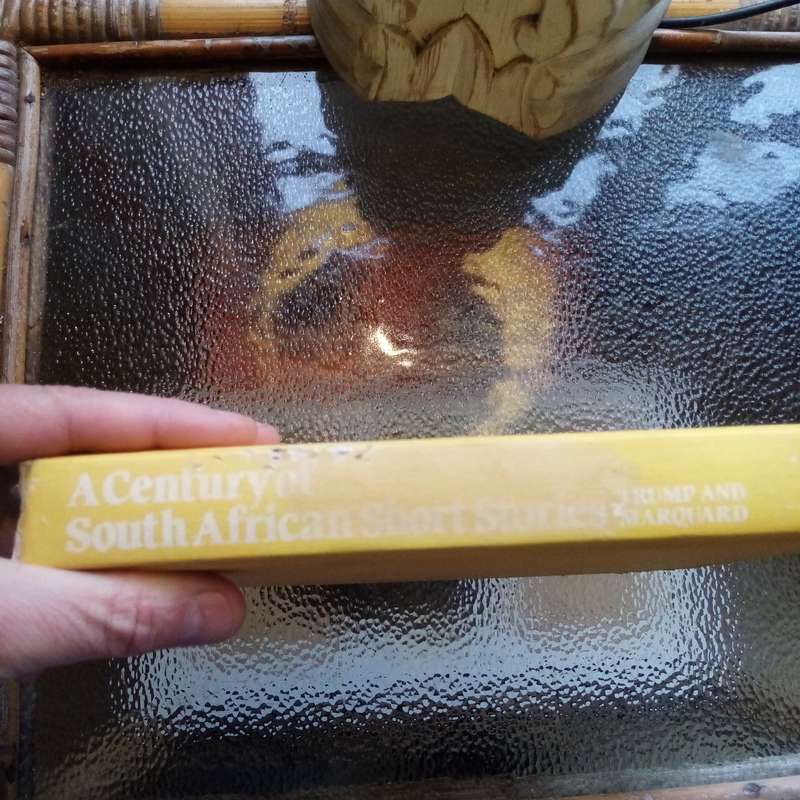 A Century of
South African Short Stories
TRUMP AND
MARQUARD